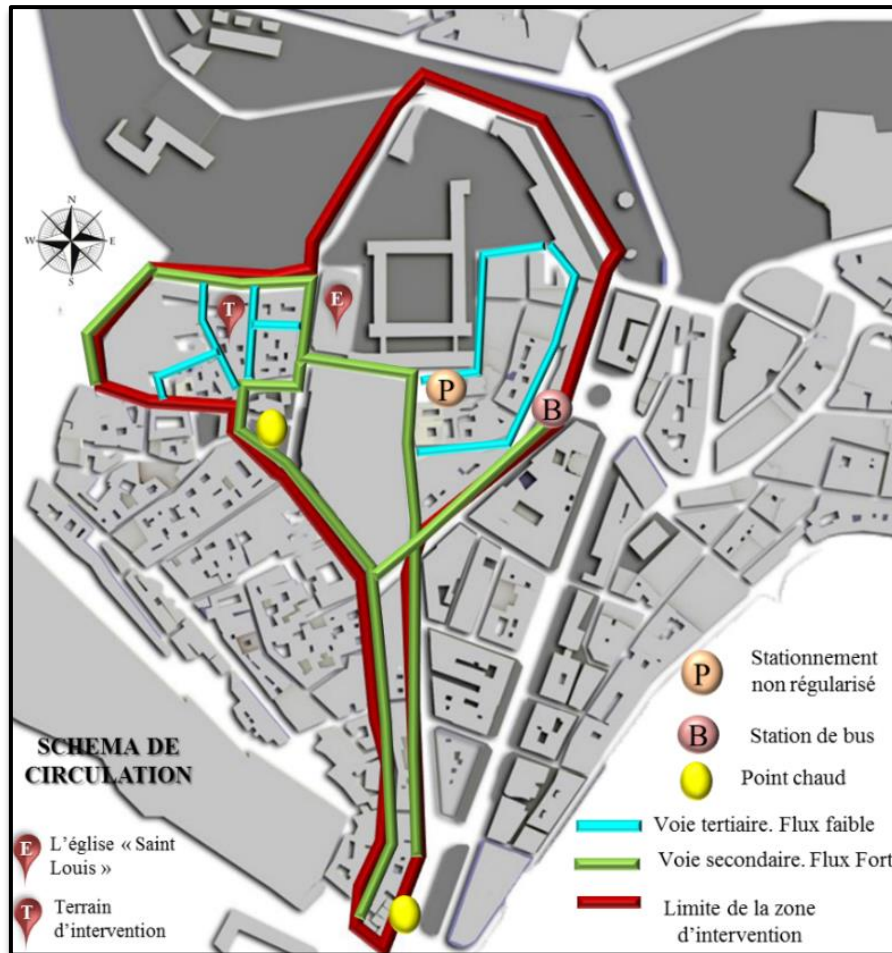 N
W E
S
T
E
P
B
P Stationnement
non régularisé
B Station de bus
Point chaud
SCHEMA DE
CIRCULATION
Voie tertiaire. Flux faible
Voie secondaire. Flux Fort
Limite de la zone
d'intervention
E L'église « Saint
Louis »
T Terrain
d'intervention